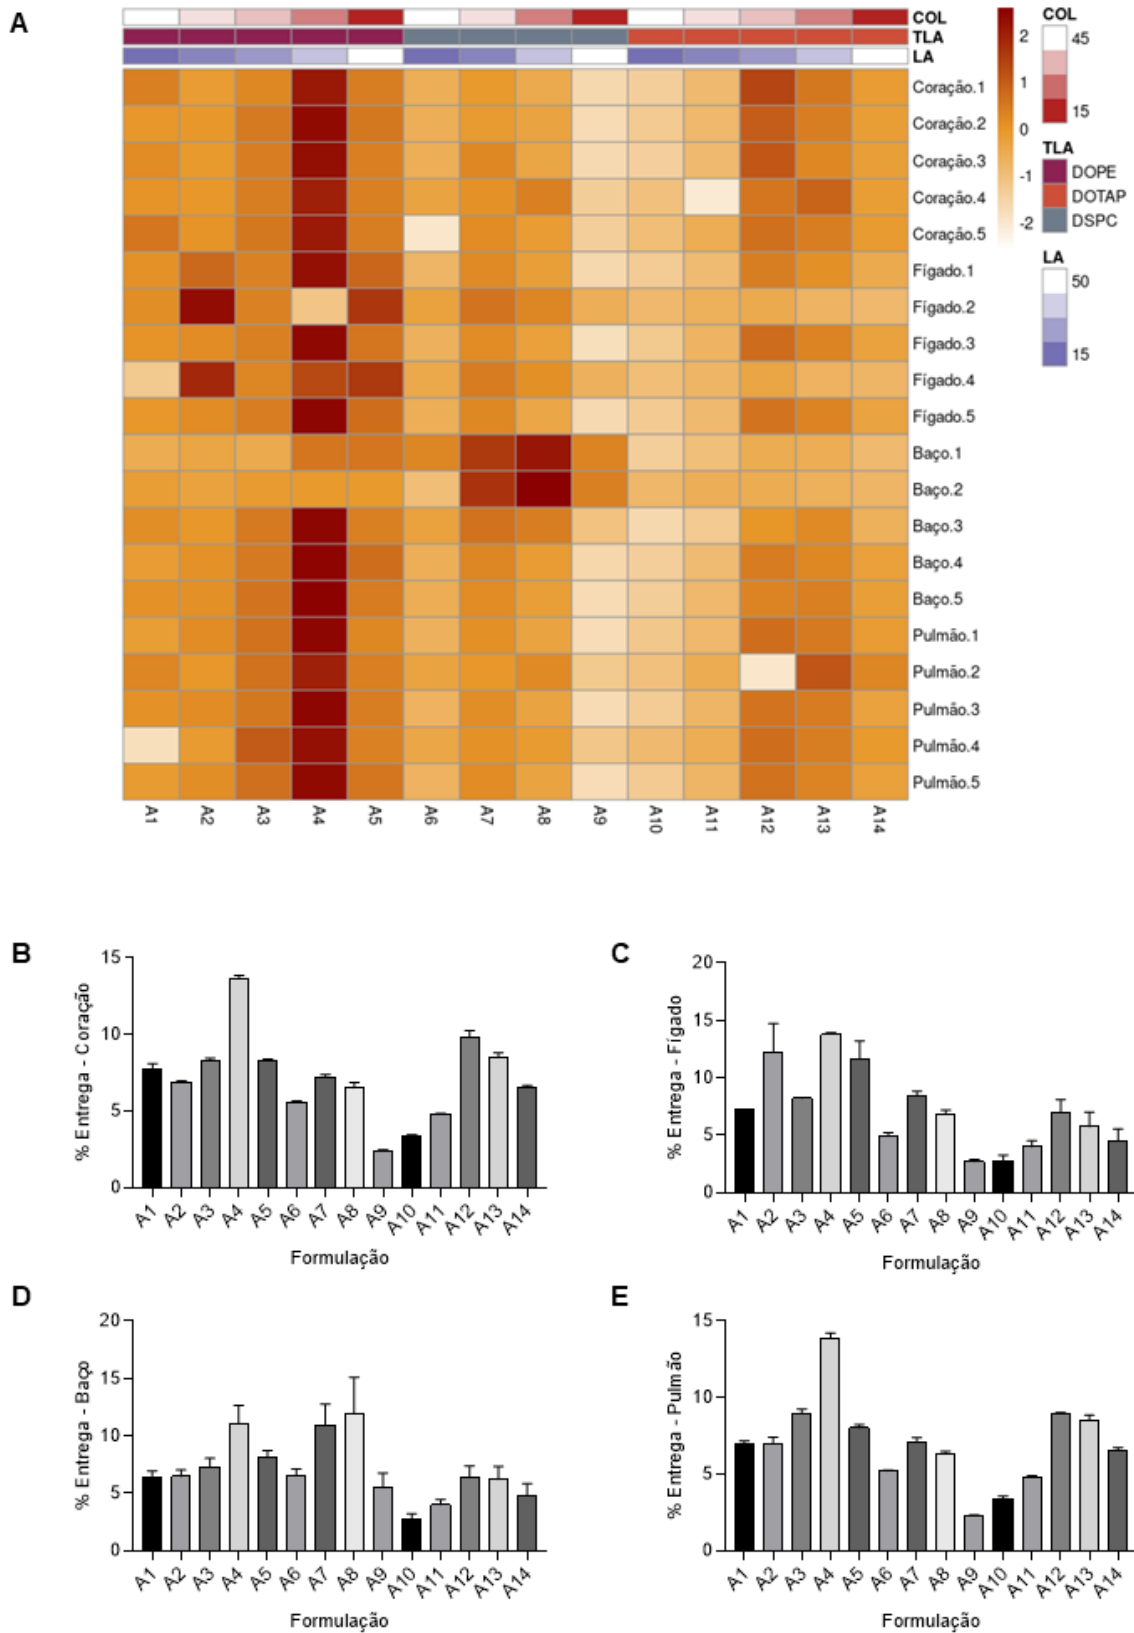 A
COL
TLA
LA
Coração.1
Coração.2
Coração.3
Coração.4
Coração.5
Fígado.1
Fígado.2
Fígado.3
Fígado.4
Fígado.5
Baço.1
Baço.2
Baço.3
Baço.4
Baço.5
Pulmão.1
Pulmão.2
Pulmão.3
Pulmão.4
Pulmão.5
A1 A2 A3 A4 A5 A6 A7 A8 A9 A10 A11 A12 A13 A14
2
1
0
-1
-2
COL
45
15
TLA
DOPE
DOTAP
DSPC
LA
50
15
B
% Entrega - Coração
15
10
5
0
A1 A2 A3 A4 A5 A6 A7 A8 A9 A10 A11 A12 A13 A14
Formulação
C
% Entrega - Fígado
20
15
10
5
0
A1 A2 A3 A4 A5 A6 A7 A8 A9 A10 A11 A12 A13 A14
Formulação
D
% Entrega - Baço
20
15
10
5
0
A1 A2 A3 A4 A5 A6 A7 A8 A9 A10 A11 A12 A13 A14
Formulação
E
% Entrega - Pulmão
15
10
5
0
A1 A2 A3 A4 A5 A6 A7 A8 A9 A10 A11 A12 A13 A14
Formulação